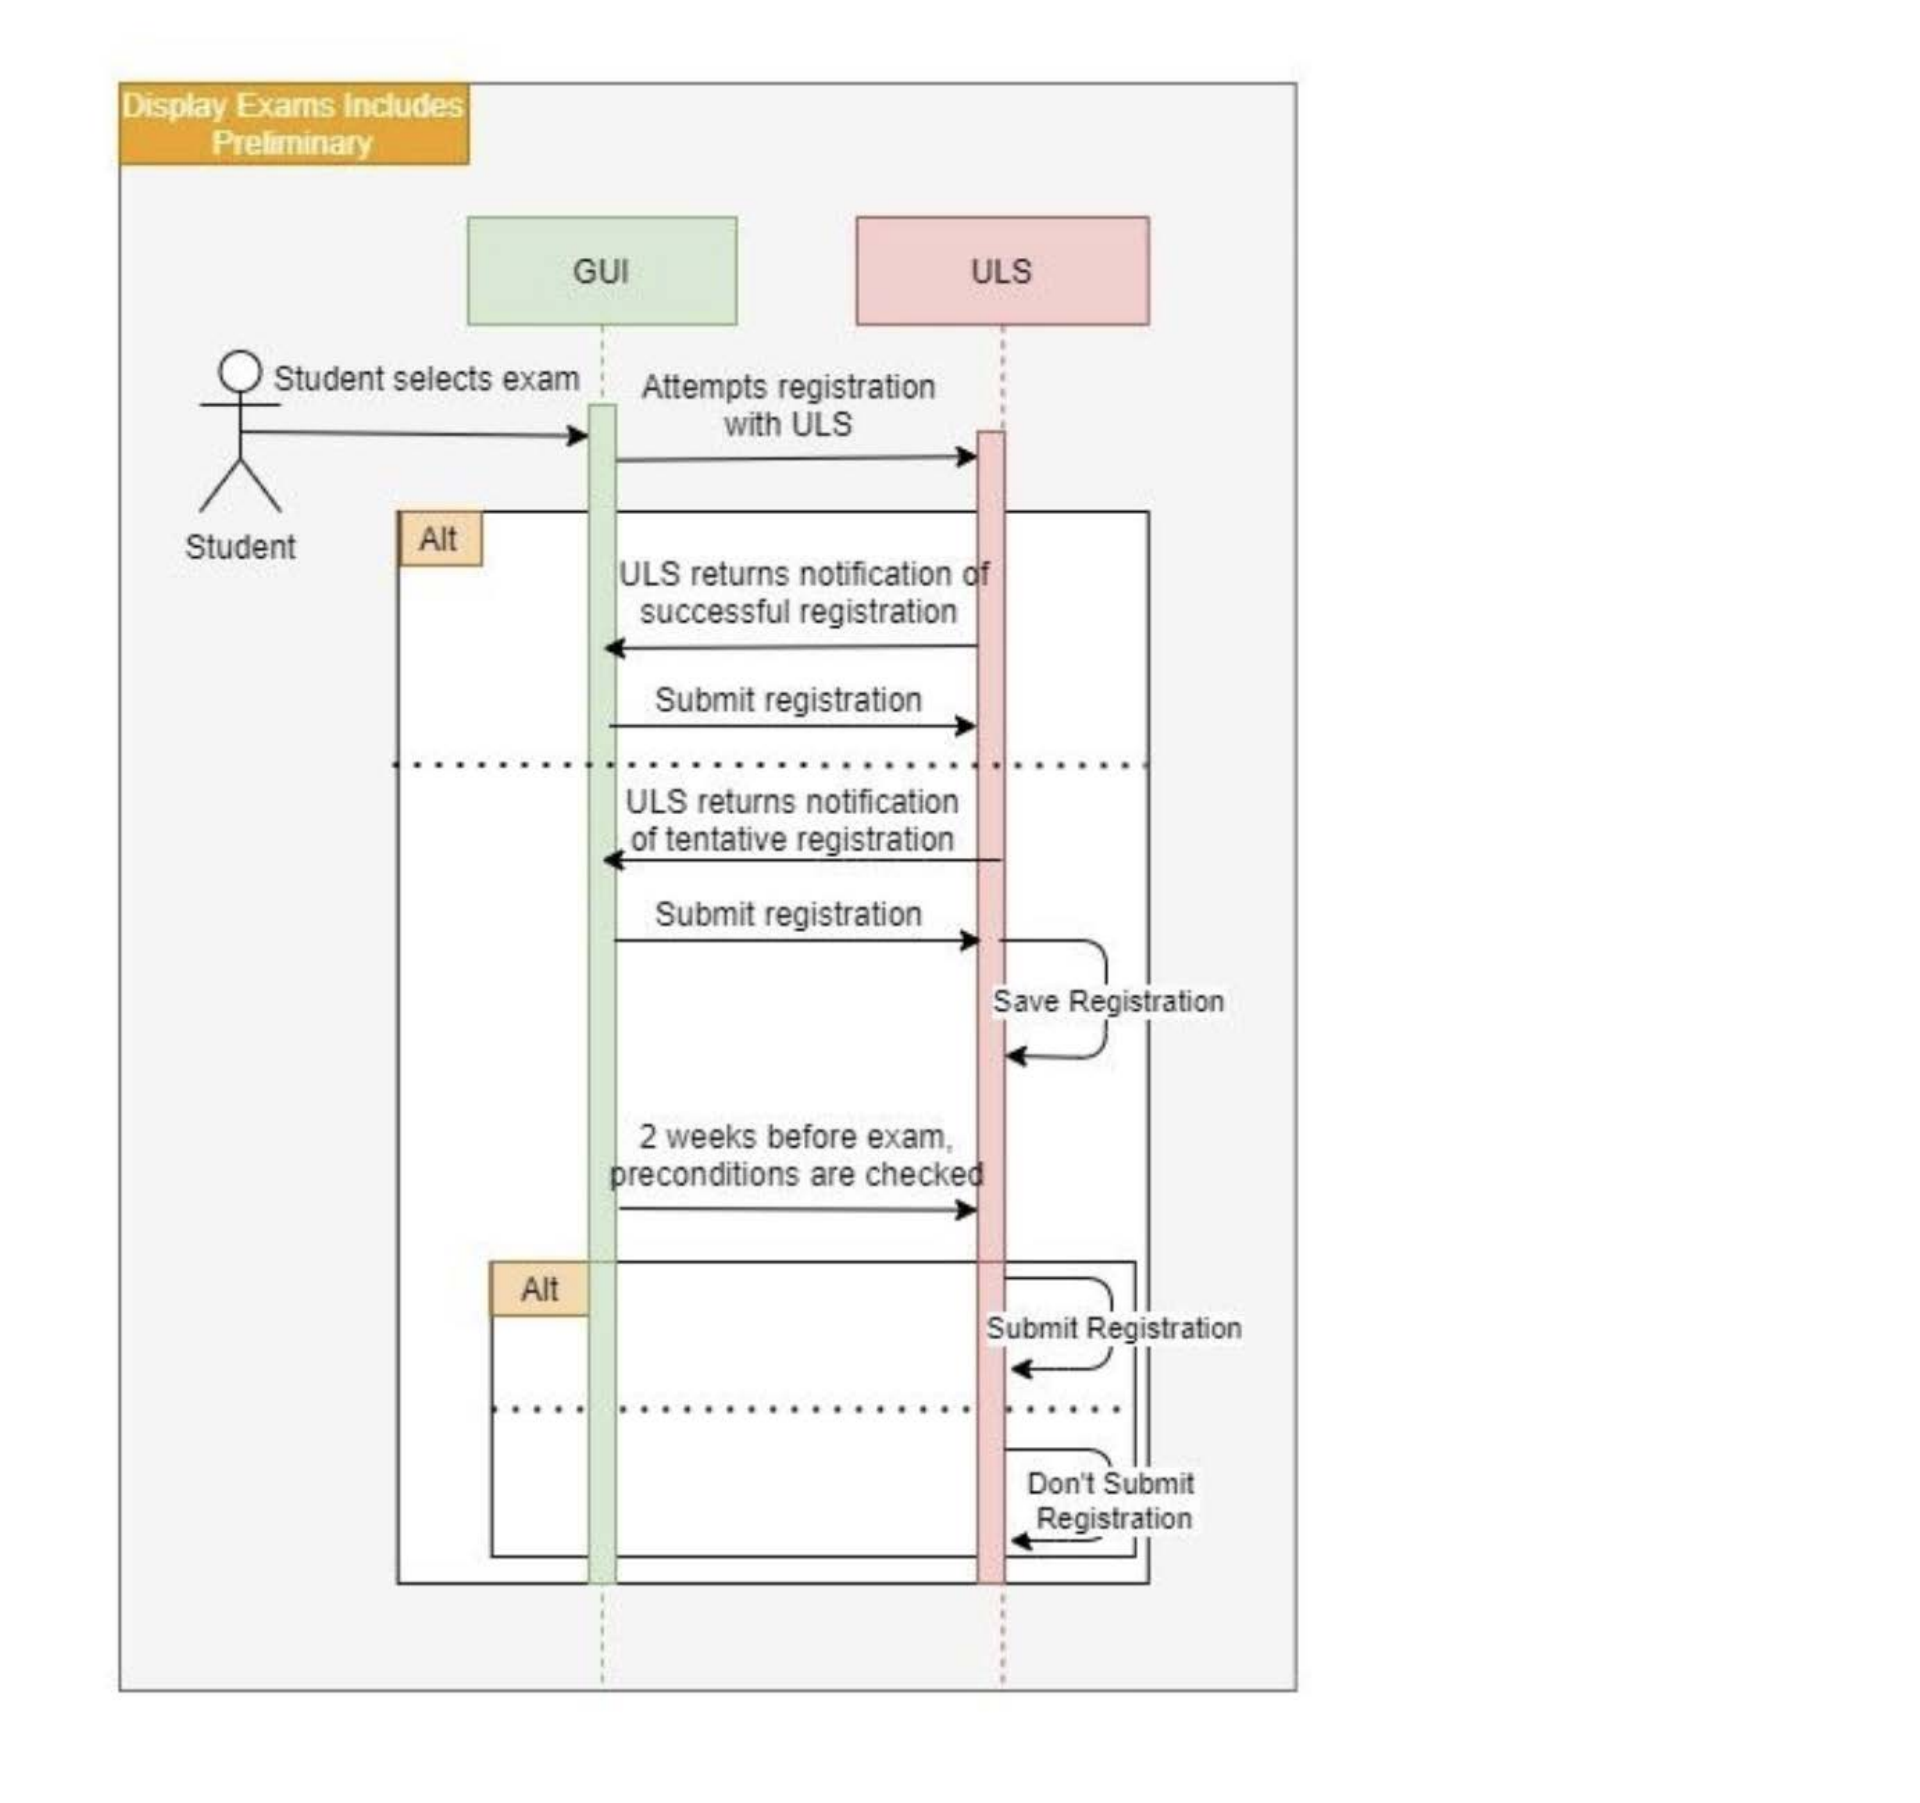 Display Exams Includes
Preliminary
GUI
ULS
Student selects exam
Attempts registration
with ULS
Student
Alt
ULS returns notification of
successful registration
Submit registration
ULS returns notification
of tentative registration
Submit registration
Save Registration
2 weeks before exam,
preconditions are checked
Alt
Submit Registration
Don't Submit
Registration